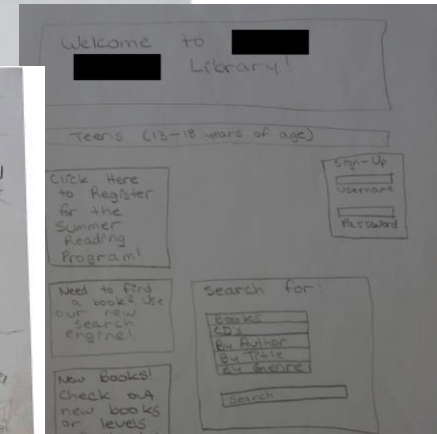 Welcome to
Library!
Teens (13-18 years of age)
Click Here
to Register
for the
Summer
Reading
Program!
Sign-Up
Username
Password
Need to find
a book? Use
our new
search
engine!
Search for:
Books
CD's
By Author
By Title
By Genre
Search
New Books!
Check out
new books
or levels